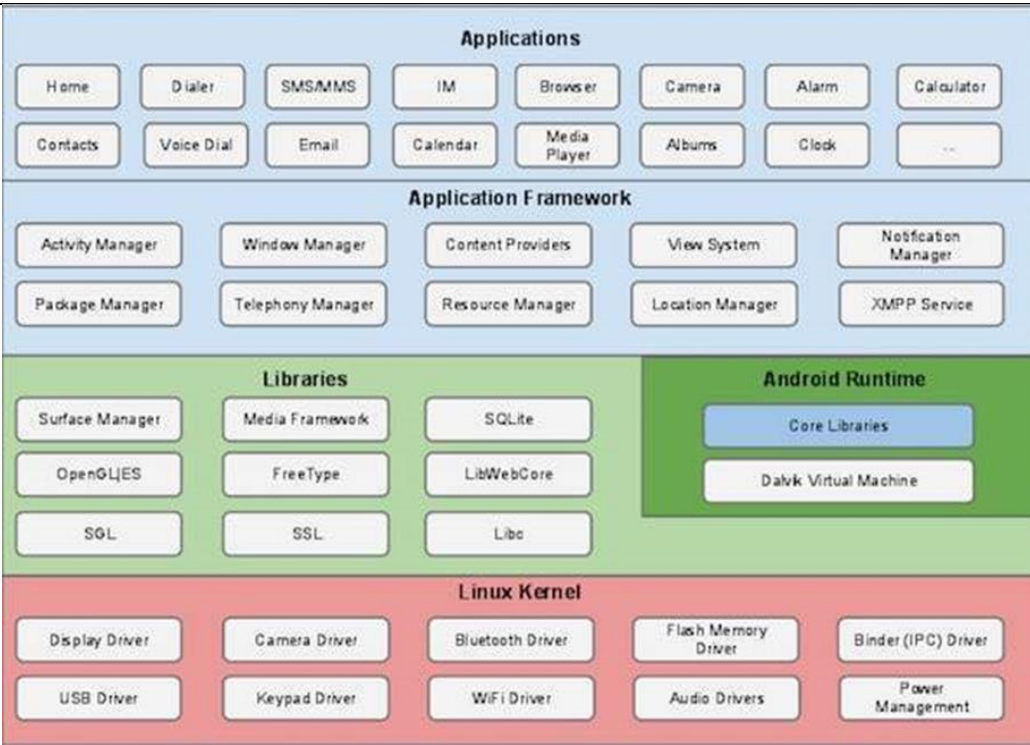 Applications
Home Dialer SMS/MMS IM Browser Camera Alarm Calculator
Contacts Voice Dial Email Calendar Media Player Albums Clock ...
Application Framework
Activity Manager Window Manager Content Providers View System Notification Manager
Package Manager Telephony Manager Resource Manager Location Manager XMPP Service
Libraries
Surface Manager Media Framework SQLite
OpenGL|ES FreeType LibWebCore
SGL SSL Libc
Android Runtime
Core Libraries
Dalvik Virtual Machine
Linux Kernel
Display Driver Camera Driver Bluetooth Driver Flash Memory Driver Binder (IPC) Driver
USB Driver Keypad Driver WiFi Driver Audio Drivers Power Management